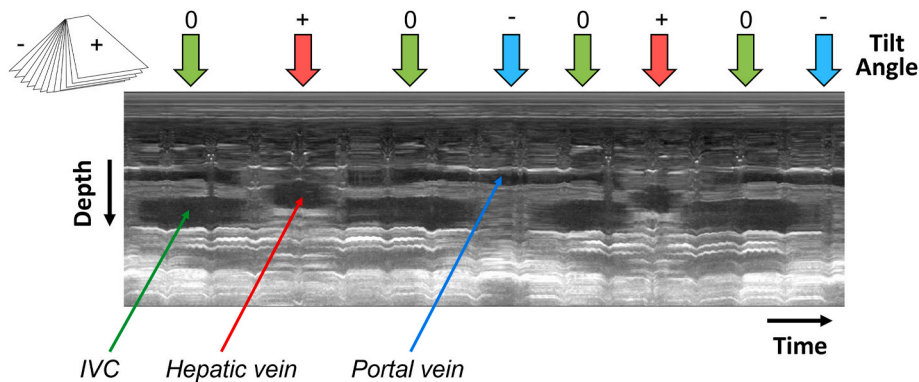 0 + 0 - 0 + 0 -
- +
Tilt
Angle
Depth
Time
IVC Hepatic vein Portal vein